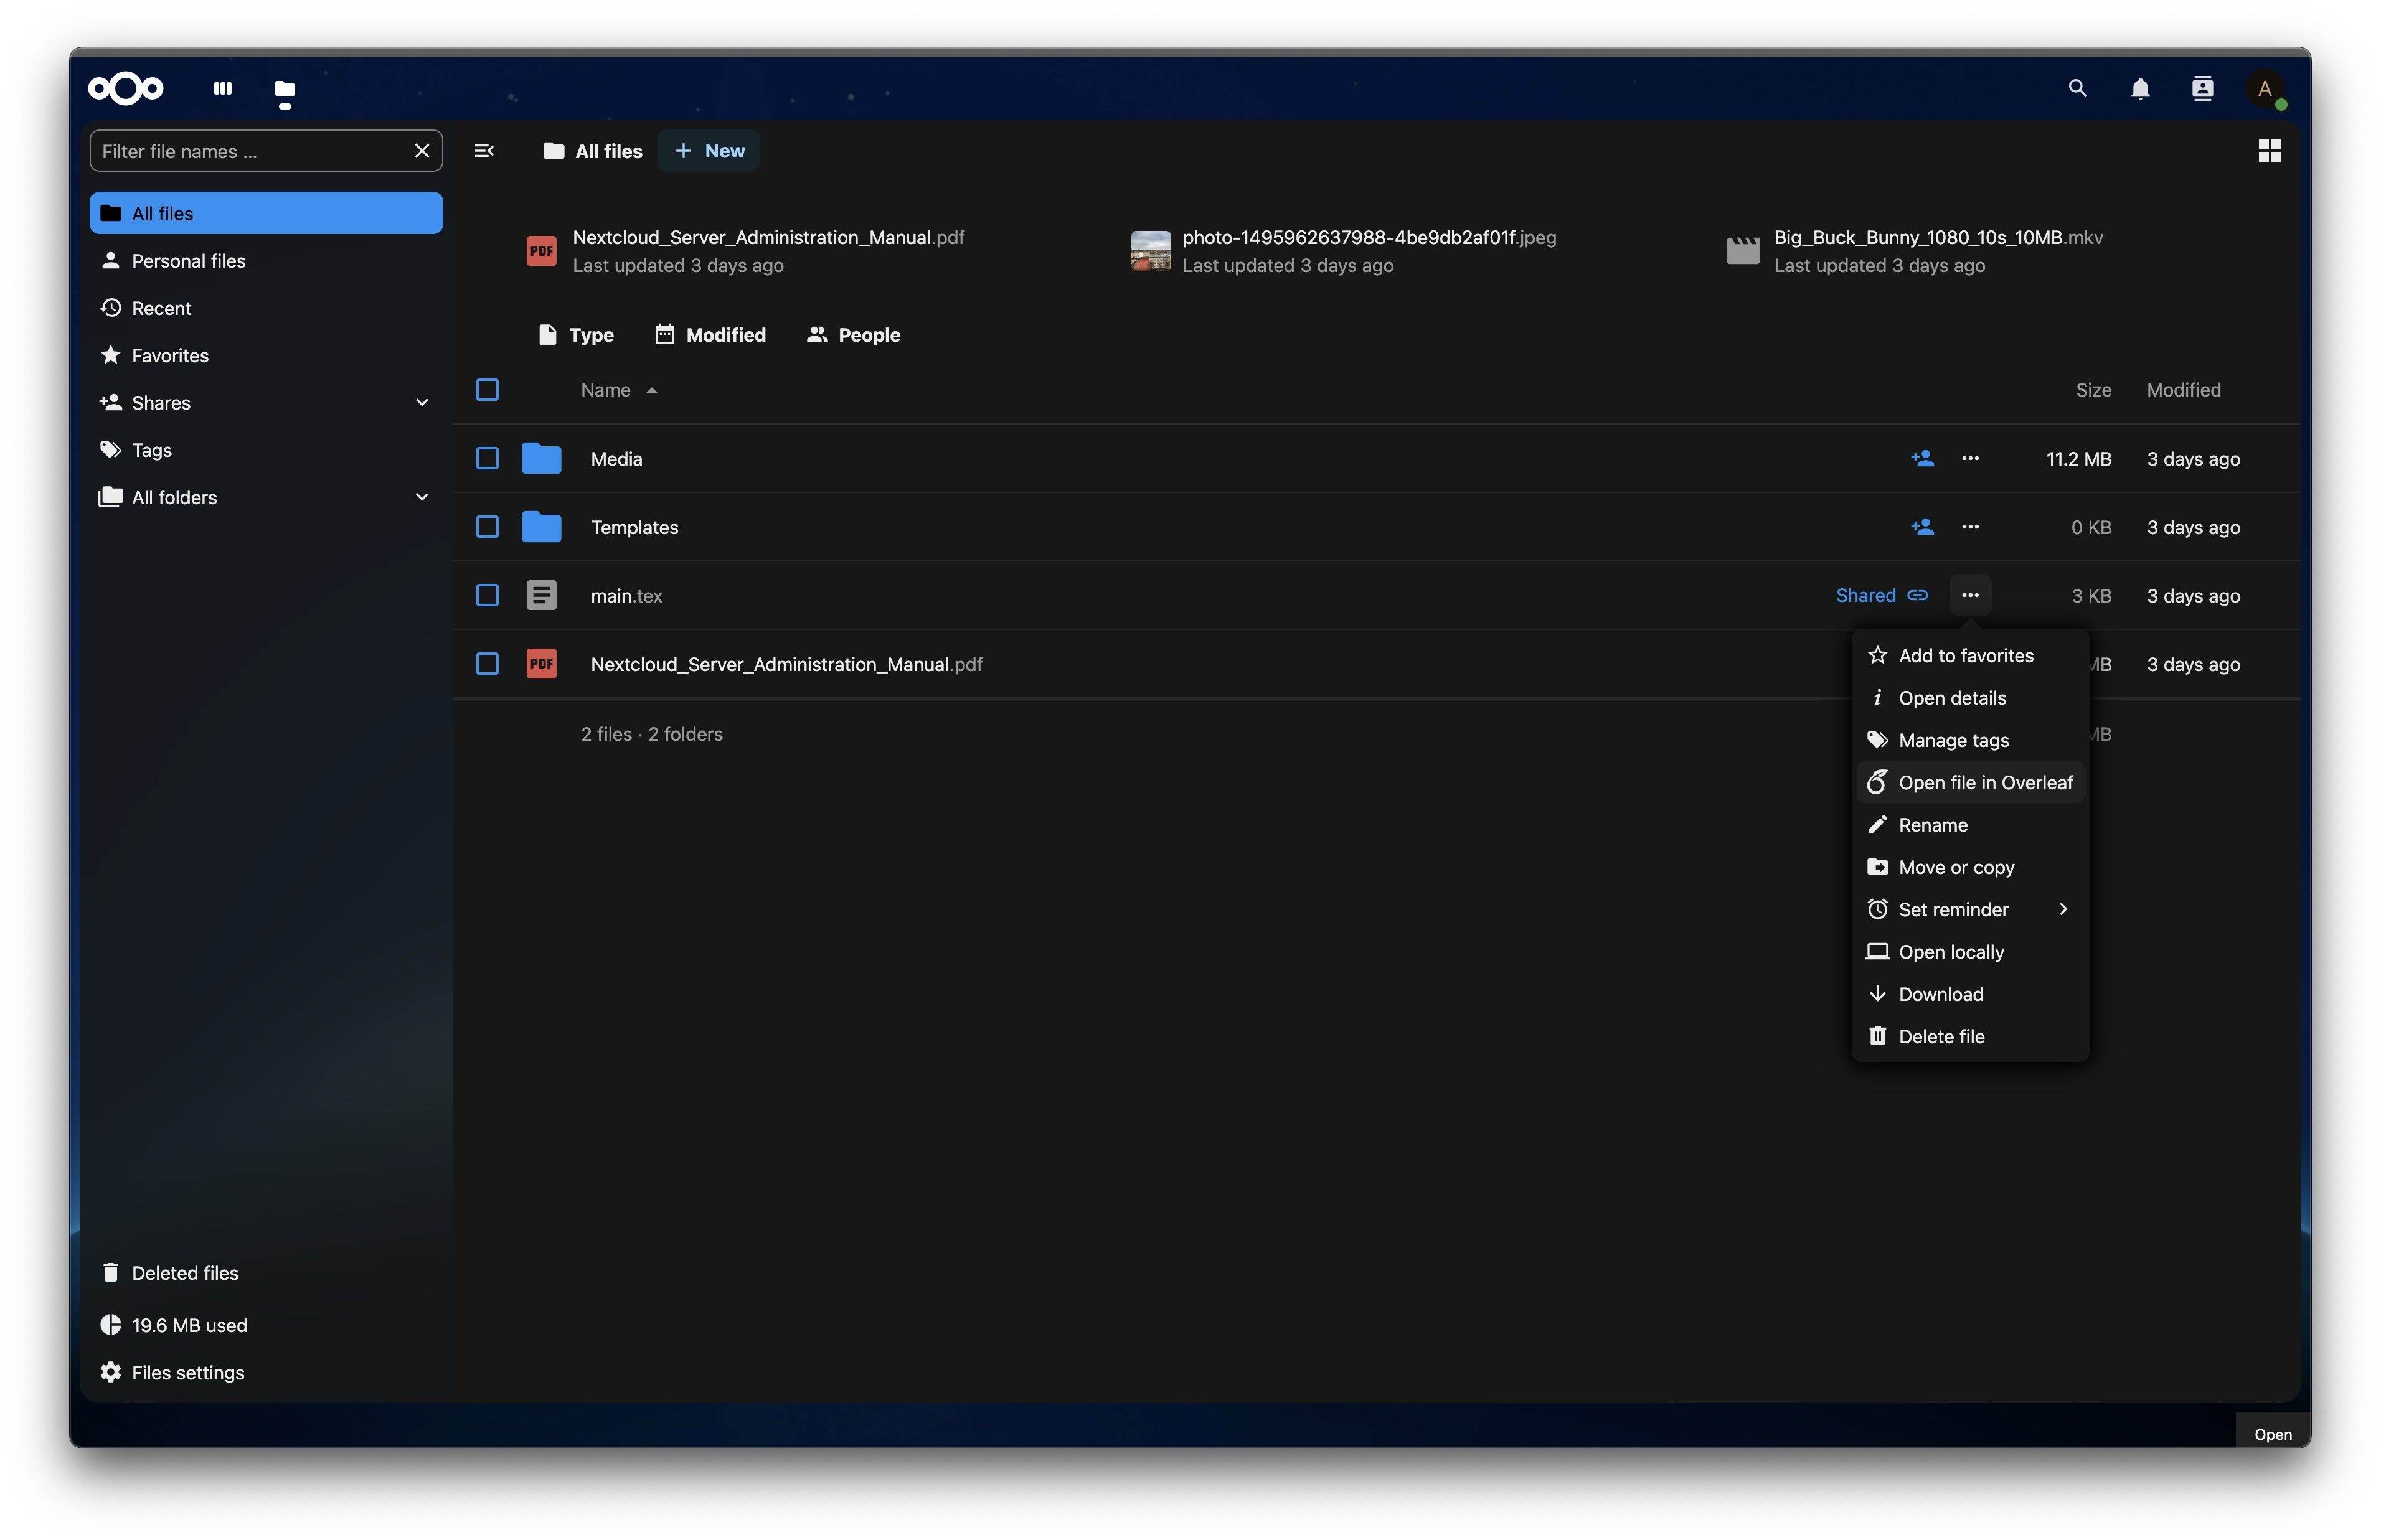 A
Filter file names ...
All files
New
All files
Personal files
Recent
Favorites
Shares
Tags
All folders
PDF
Nextcloud_Server_Administration_Manual.pdf
Last updated 3 days ago
photo-1495962637988-4be9db2af01f.jpeg
Last updated 3 days ago
Big_Buck_Bunny_1080_10s_10MB.mkv
Last updated 3 days ago
Type
Modified
People
Name
Size
Modified
Media
11.2 MB
3 days ago
Templates
0 KB
3 days ago
main.tex
Shared
3 KB
3 days ago
PDF
Nextcloud_Server_Administration_Manual.pdf
MB
3 days ago
2 files · 2 folders
MB
Add to favorites
Open details
Manage tags
Open file in Overleaf
Rename
Move or copy
Set reminder
Open locally
Download
Delete file
Deleted files
19.6 MB used
Files settings
Open